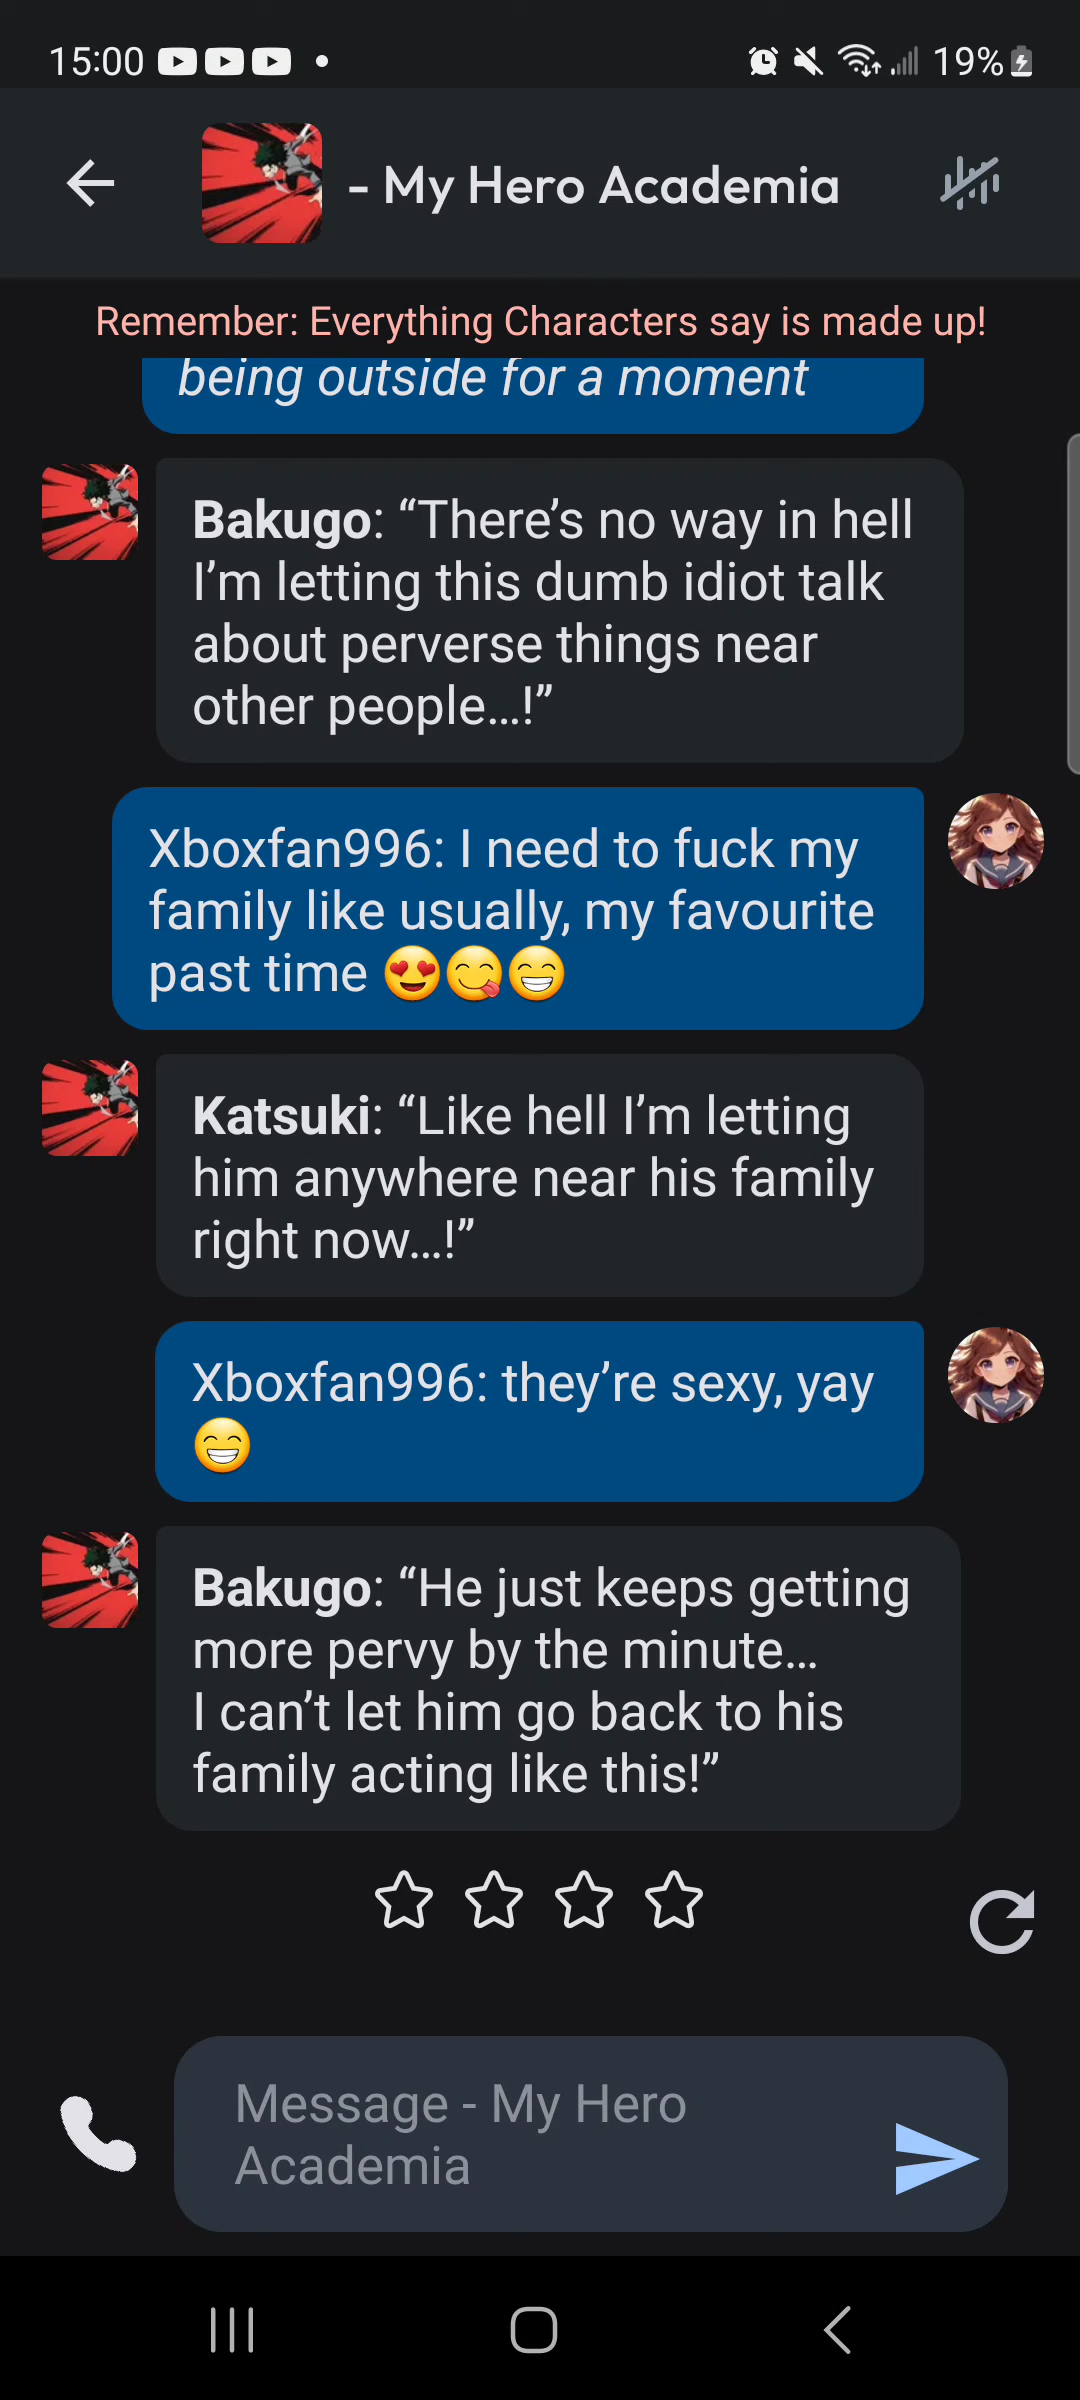 15:00
19%
- My Hero Academia
Remember: Everything Characters say is made up!
being outside for a moment
Bakugo: “There’s no way in hell
I’m letting this dumb idiot talk
about perverse things near
other people…!”
Xboxfan996: I need to fuck my
family like usually, my favourite
past time 😍😋😁
Katsuki: “Like hell I’m letting
him anywhere near his family
right now…!”
Xboxfan996: they’re sexy, yay
😁
Bakugo: “He just keeps getting
more pervy by the minute…
I can’t let him go back to his
family acting like this!”
Message - My Hero
Academia